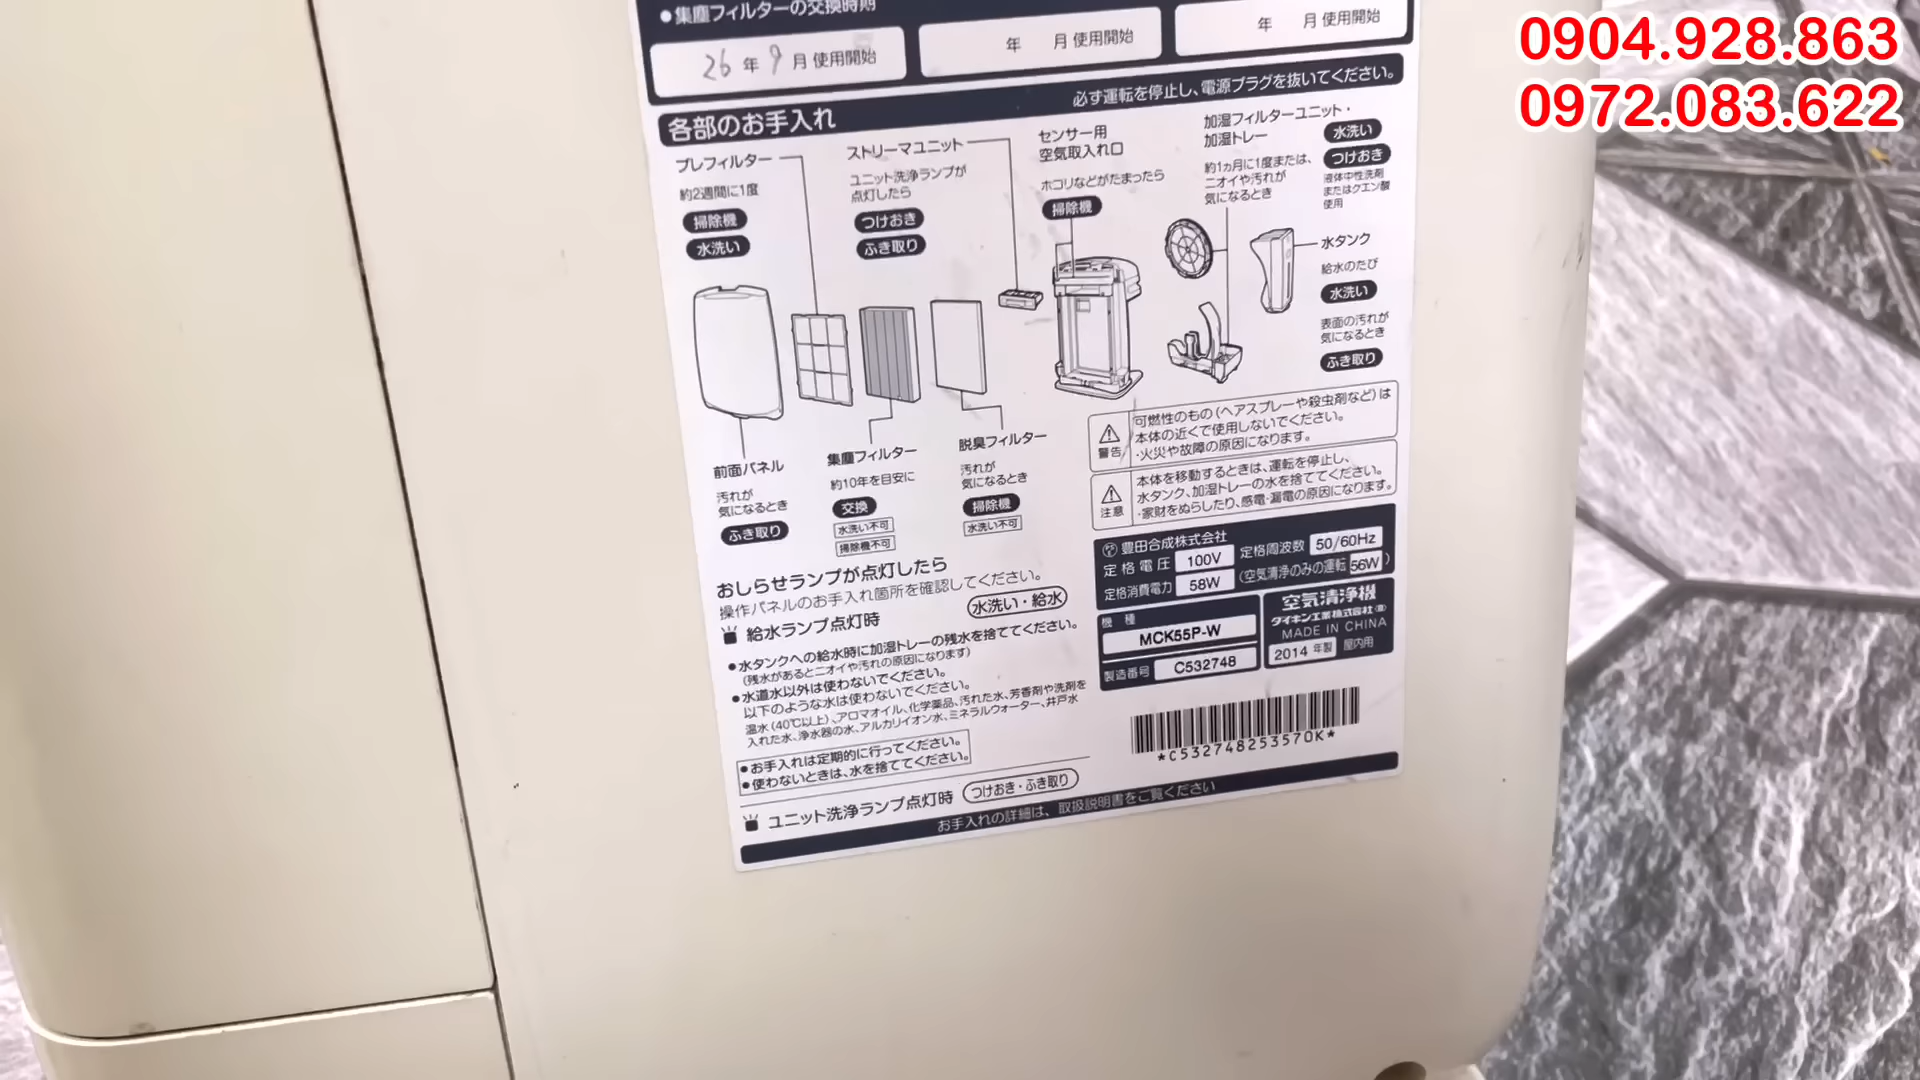 0904.928.863
0972.083.622
●集塵フィルターの交換時期
26年9月使用開始
年 月使用開始
年 月使用開始
各部のお手入れ
必ず運転を停止し、電源プラグを抜いてください。
プレフィルター
約2週間に1度
掃除機
水洗い
ストリーマユニット
ユニット洗浄ランプが
点灯したら
つけおき
ふき取り
センサー用
空気取入れ口
ホコリなどがたまったら
掃除機
加湿フィルターユニット・
加湿トレー
約1ヵ月に1度または、
ニオイや汚れが
気になるとき
水洗い
つけおき
液体中性洗剤
またはクエン酸
使用
水タンク
給水のたび
水洗い
表面の汚れが
気になるとき
ふき取り
前面パネル
汚れが
気になるとき
ふき取り
集塵フィルター
約10年を目安に
交換
水洗い不可
掃除機不可
脱臭フィルター
汚れが
気になるとき
掃除機
水洗い不可
警告
可燃性のもの(ヘアスプレーや殺虫剤など)は
本体の近くで使用しないでください。
・火災や故障の原因になります。
注意
本体を移動するときは、運転を停止し、
水タンク、加湿トレーの水を捨ててください。
・家財をぬらしたり、感電・漏電の原因になります。
おしらせランプが点灯したら
操作パネルのお手入れ箇所を確認してください。
給水ランプ点灯時
水洗い・給水
●水タンクへの給水時に加湿トレーの残水を捨ててください。
(残水があるとニオイや汚れの原因になります)
●水道水以外は使わないでください。
以下のような水は使わないでください。
温水(40℃以上)、アロマオイル、化学薬品、汚れた水、芳香剤や洗剤を
入れた水、浄水器の水、アルカリイオン水、ミネラルウォーター、井戸水
●お手入れは定期的に行ってください。
●使わないときは、水を捨ててください。
ユニット洗浄ランプ点灯時
つけおき・ふき取り
お手入れの詳細は、取扱説明書をご覧ください
豊田合成株式会社
定格電圧 100V 定格周波数 50/60Hz
定格消費電力 58W (空気清浄のみの運転 56W)
機種
MCK55P-W
製造番号 C532748
空気清浄機
ダイキン工業株式会社
MADE IN CHINA
2014年製 屋内用
*C532748253570K*